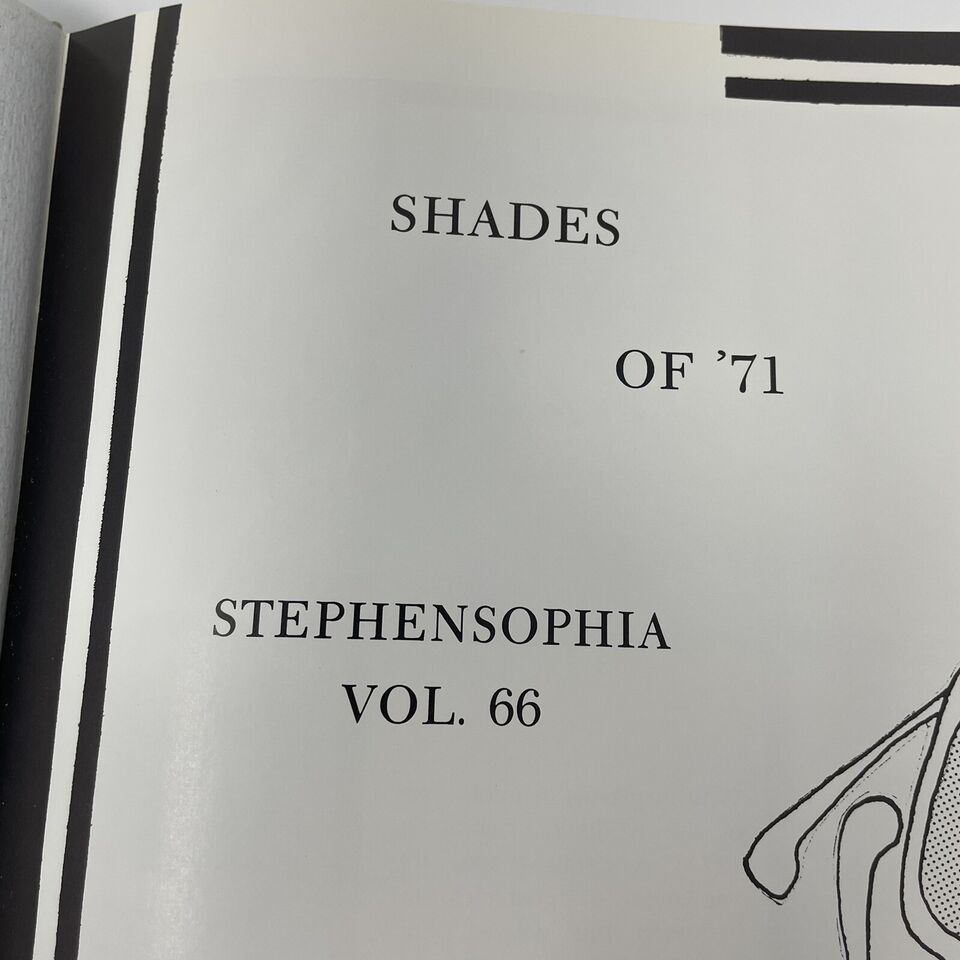 SHADES
OF ’71
STEPHENSOPHIA
VOL. 66